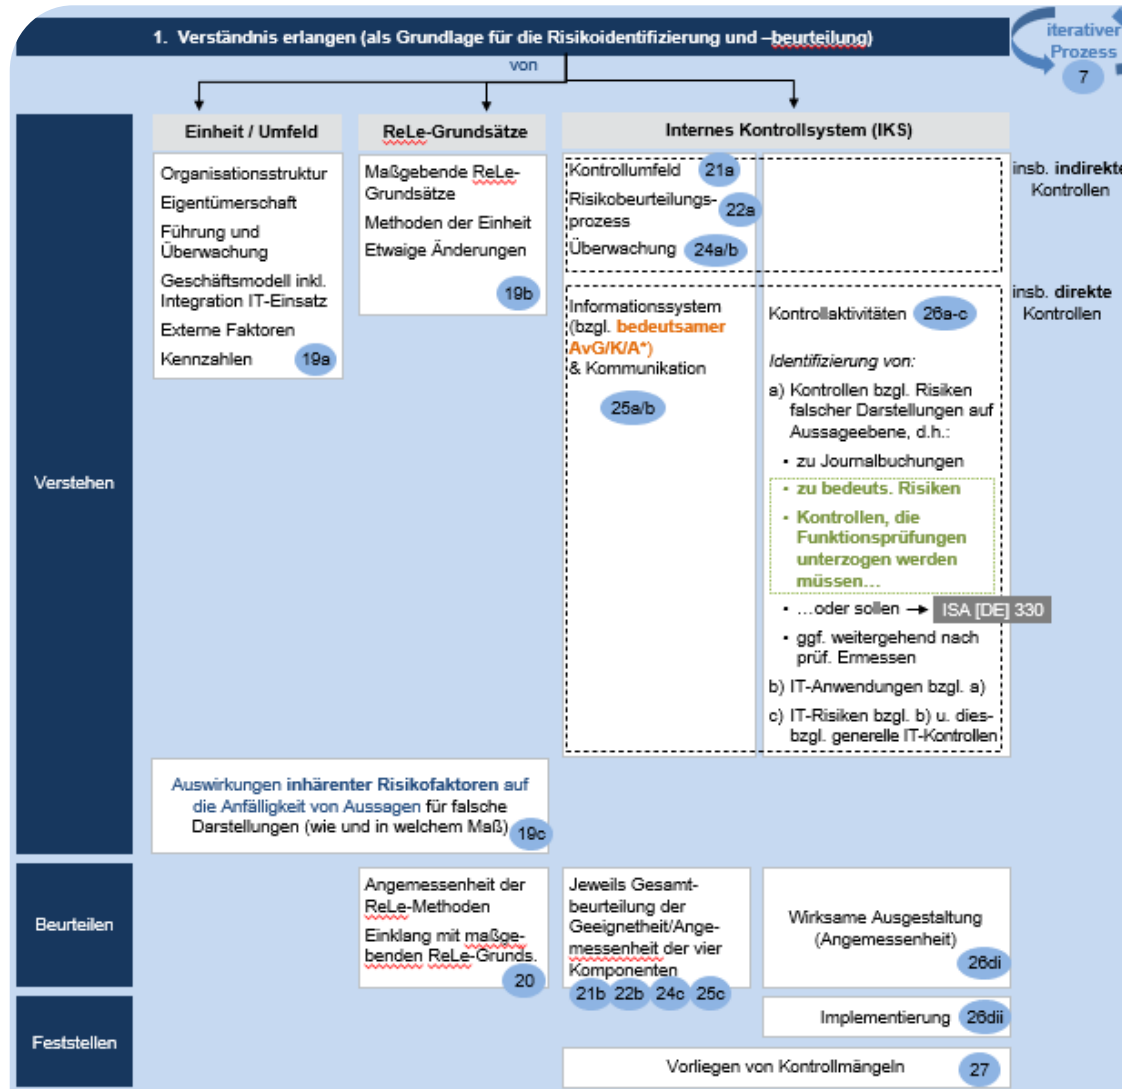 1. Verständnis erlangen (als Grundlage für die Risikoidentifizierung und –beurteilung)
iterativer
Prozess
7
von
Einheit / Umfeld
ReLe-Grundsätze
Internes Kontrollsystem (IKS)
Verstehen
Organisationsstruktur
Eigentümerschaft
Führung und
Überwachung
Geschäftsmodell inkl.
Integration IT-Einsatz
Externe Faktoren
Kennzahlen 19a
Maßgebende ReLe-
Grundsätze
Methoden der Einheit
Etwaige Änderungen
19b
Kontrollumfeld 21a
Risikobeurteilungs-
prozess 22a
Überwachung 24a/b
insb. indirekte
Kontrollen
Informationssystem
(bzgl. bedeutsamer
AvG/K/A*)
& Kommunikation
25a/b
Kontrollaktivitäten 26a-c
Identifizierung von:
a) Kontrollen bzgl. Risiken
falscher Darstellungen auf
Aussageebene, d.h.:
• zu Journalbuchungen
• zu bedeuts. Risiken
• Kontrollen, die
Funktionsprüfungen
unterzogen werden
müssen…
• …oder sollen → ISA [DE] 330
• ggf. weitergehend nach
prüf. Ermessen
b) IT-Anwendungen bzgl. a)
c) IT-Risiken bzgl. b) u. dies-
bzgl. generelle IT-Kontrollen
insb. direkte
Kontrollen
Auswirkungen inhärenter Risikofaktoren auf
die Anfälligkeit von Aussagen für falsche
Darstellungen (wie und in welchem Maß) 19c
Beurteilen
Angemessenheit der
ReLe-Methoden
Einklang mit maßge-
benden ReLe-Grunds.
20
Jeweils Gesamt-
beurteilung der
Geeignetheit/Ange-
messenheit der vier
Komponenten
21b 22b 24c 25c
Wirksame Ausgestaltung
(Angemessenheit)
26di
Feststellen
Implementierung 26dii
Vorliegen von Kontrollmängeln 27